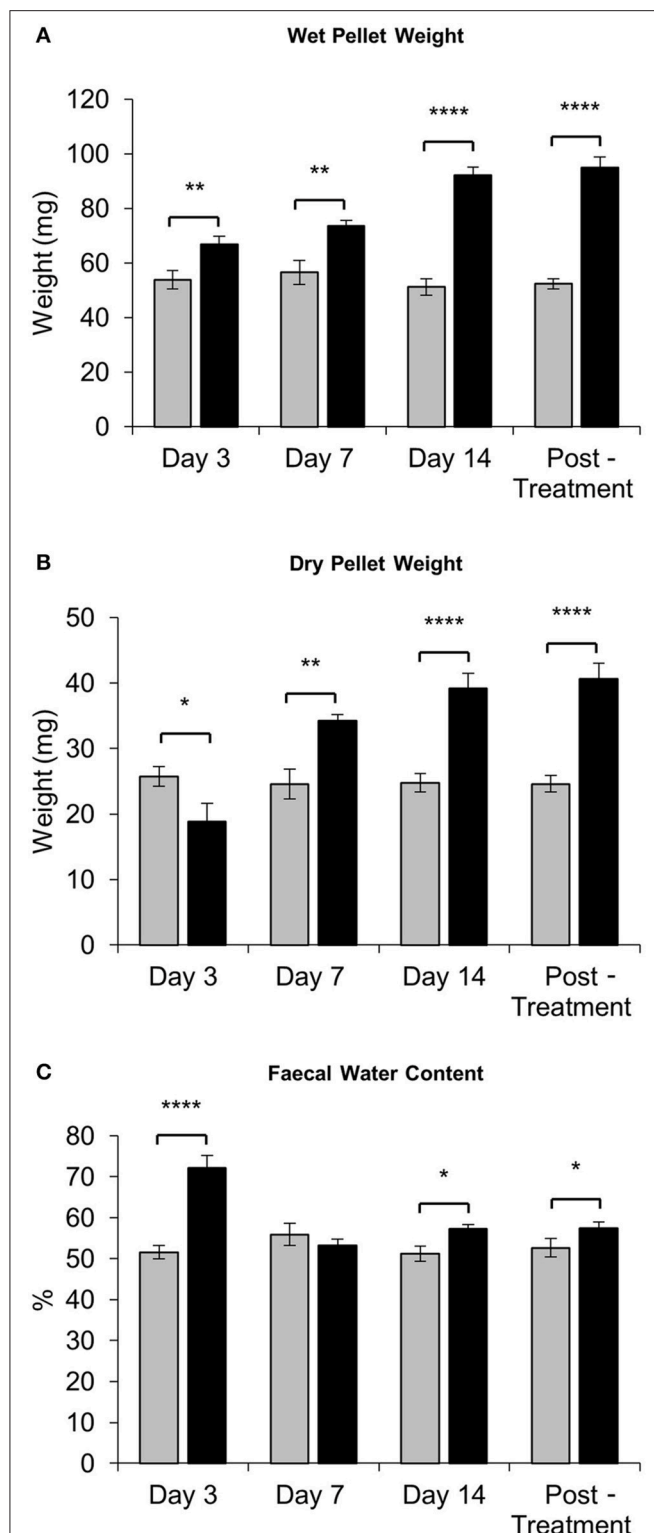 A
Wet Pellet Weight
120
100
80
60
40
20
0
Weight (mg)
**
**
****
****
Day 3
Day 7
Day 14
Post -
Treatment
B
Dry Pellet Weight
50
40
30
20
10
0
Weight (mg)
*
**
****
****
Day 3
Day 7
Day 14
Post -
Treatment
C
Faecal Water Content
80
70
60
50
40
30
20
10
0
%
****
*
*
Day 3
Day 7
Day 14
Post -
Treatment